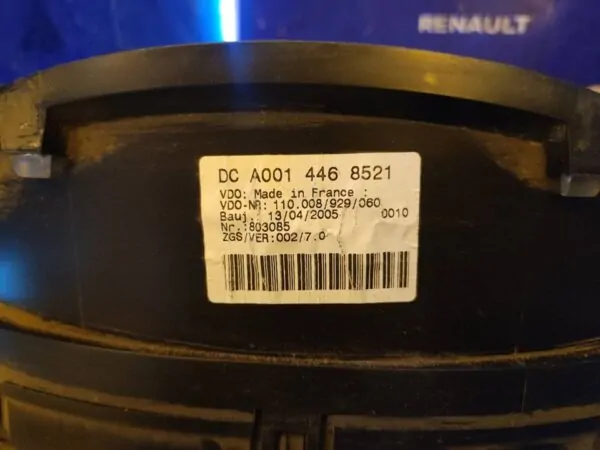 RENAULT
DC A001 446 8521
VDO: Made in France :
VDO-NR: 110.008/929/060
Bauj. 13/04/2005 0010
Nr.:803085
ZGS/VER:002/7.0